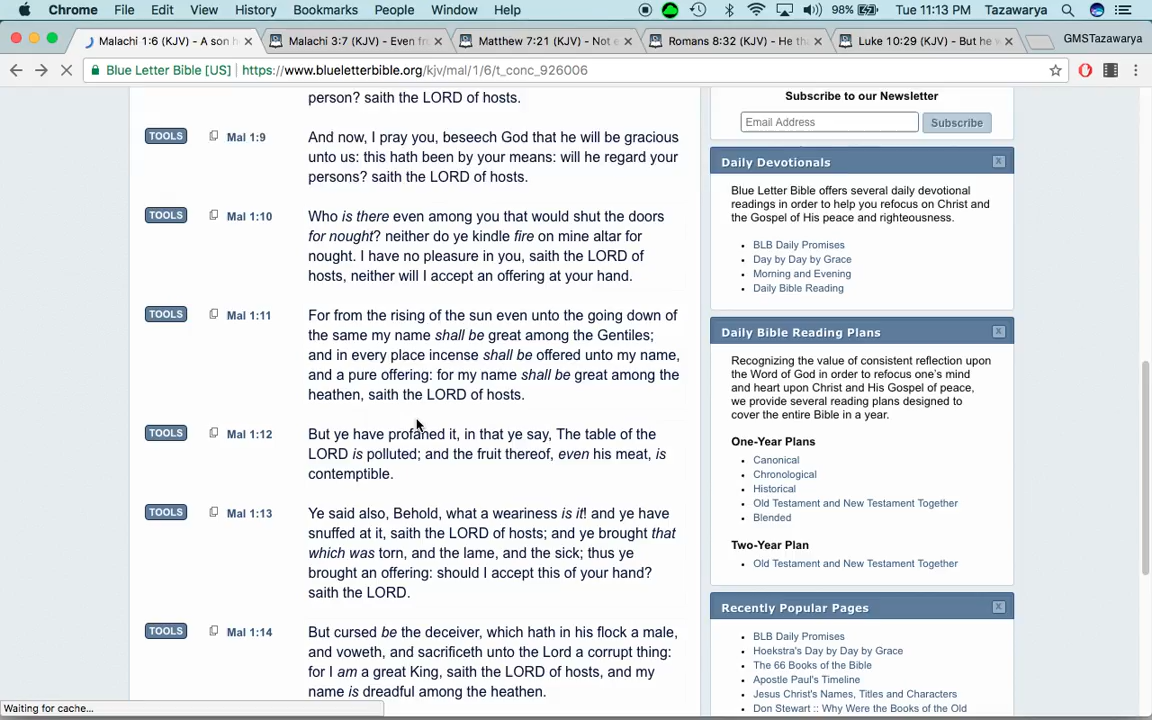 Chrome File Edit View History Bookmarks People Window Help 98% Tue 11:13 PM Tazawarya
Malachi 1:6 (KJV) - A son h Malachi 3:7 (KJV) - Even fr Matthew 7:21 (KJV) - Not e Romans 8:32 (KJV) - He tha Luke 10:29 (KJV) - But he w GMSTazawarya
Blue Letter Bible [US] https://www.blueletterbible.org/kjv/mal/1/6/t_conc_926006
person? saith the LORD of hosts.
TOOLS Mal 1:9 And now, I pray you, beseech God that he will be gracious
unto us: this hath been by your means: will he regard your
persons? saith the LORD of hosts.
TOOLS Mal 1:10 Who is there even among you that would shut the doors
for nought? neither do ye kindle fire on mine altar for
nought. I have no pleasure in you, saith the LORD of
hosts, neither will I accept an offering at your hand.
TOOLS Mal 1:11 For from the rising of the sun even unto the going down of
the same my name shall be great among the Gentiles;
and in every place incense shall be offered unto my name,
and a pure offering: for my name shall be great among the
heathen, saith the LORD of hosts.
TOOLS Mal 1:12 But ye have profaned it, in that ye say, The table of the
LORD is polluted; and the fruit thereof, even his meat, is
contemptible.
TOOLS Mal 1:13 Ye said also, Behold, what a weariness is it! and ye have
snuffed at it, saith the LORD of hosts; and ye brought that
which was torn, and the lame, and the sick; thus ye
brought an offering: should I accept this of your hand?
saith the LORD.
TOOLS Mal 1:14 But cursed be the deceiver, which hath in his flock a male,
and voweth, and sacrificeth unto the Lord a corrupt thing:
for I am a great King, saith the LORD of hosts, and my
name is dreadful among the heathen.
Subscribe to our Newsletter
Email Address Subscribe
Daily Devotionals X
Blue Letter Bible offers several daily devotional
readings in order to help you refocus on Christ and
the Gospel of His peace and righteousness.
• BLB Daily Promises
• Day by Day by Grace
• Morning and Evening
• Daily Bible Reading
Daily Bible Reading Plans X
Recognizing the value of consistent reflection upon
the Word of God in order to refocus one's mind
and heart upon Christ and His Gospel of peace,
we provide several reading plans designed to
cover the entire Bible in a year.
One-Year Plans
• Canonical
• Chronological
• Historical
• Old Testament and New Testament Together
• Blended
Two-Year Plan
• Old Testament and New Testament Together
Recently Popular Pages X
• BLB Daily Promises
• Hoekstra's Day by Day by Grace
• The 66 Books of the Bible
• Apostle Paul's Timeline
• Jesus Christ's Names, Titles and Characters
• Don Stewart :: Why Were the Books of the Old
Waiting for cache...